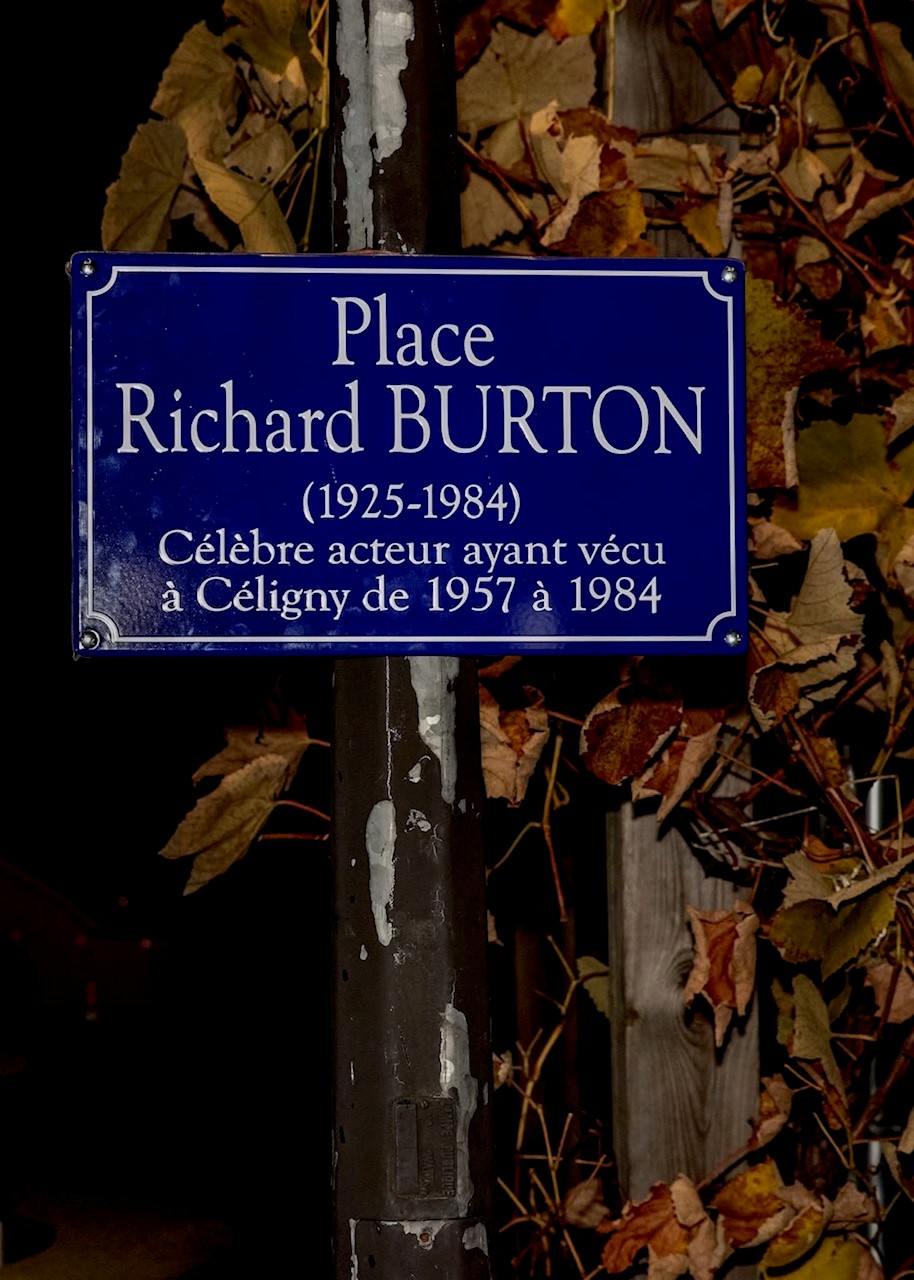 Place
Richard BURTON
(1925-1984)
Célèbre acteur ayant vécu
à Céligny de 1957 à 1984